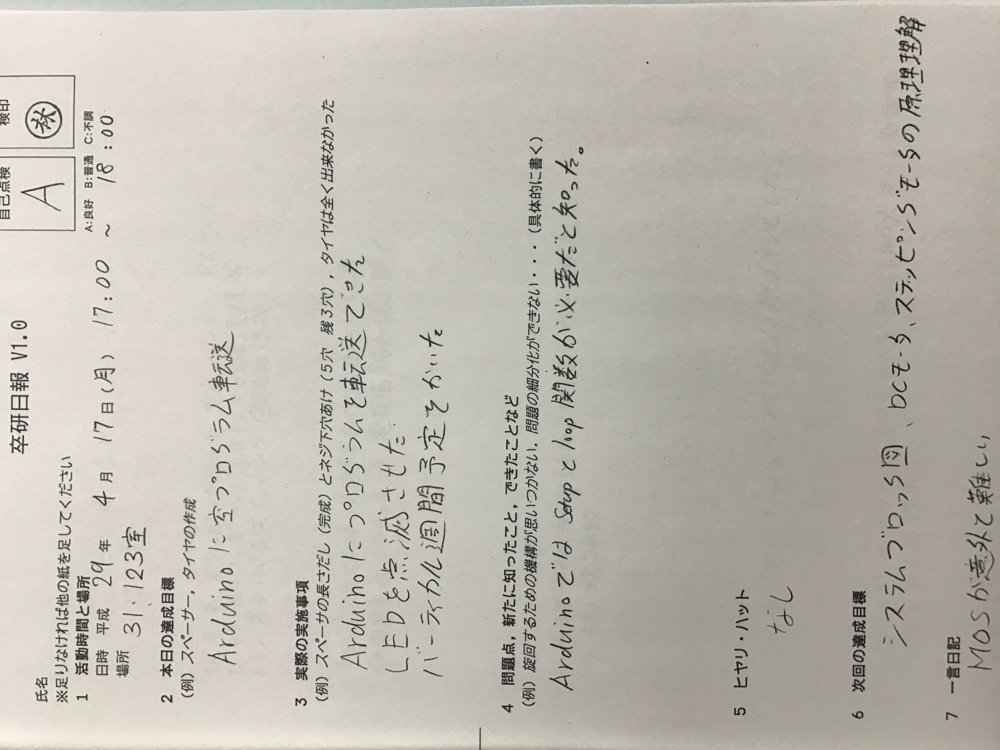 卒研日報 V1.0
自己点検
検印
A
秋
A:良好 B:普通 C:不調
氏名
※足りなければ他の紙を足してください
1 活動時間と場所
日時 平成 29 年 4 月 17 日 (月) 17:00 ~ 18:00
場所 31、123室
2 本日の達成目標
(例) スペーサー, タイヤの作成
Arduinoに空プログラム転送
3 実際の実施事項
(例) スペーサの長さだし (完成) とネジ下穴あけ (5穴 残3穴), タイヤは全く出来なかった
Arduinoにプログラムを転送できた
LEDを点滅させた
バーティカル週間予定をかいた
4 問題点, 新たに知ったこと, できたことなど
(例) 旋回するための機構が思いつかない. 問題の細分化ができない・・・ (具体的に書く)
Arduinoでは setupとloop関数が必要だと知った。
5 ヒヤリ・ハット
なし
6 次回の達成目標
システムブロック図、DCモータ、ステッピングモータの原理理解
7 一言日記
MOSが意外と難しい